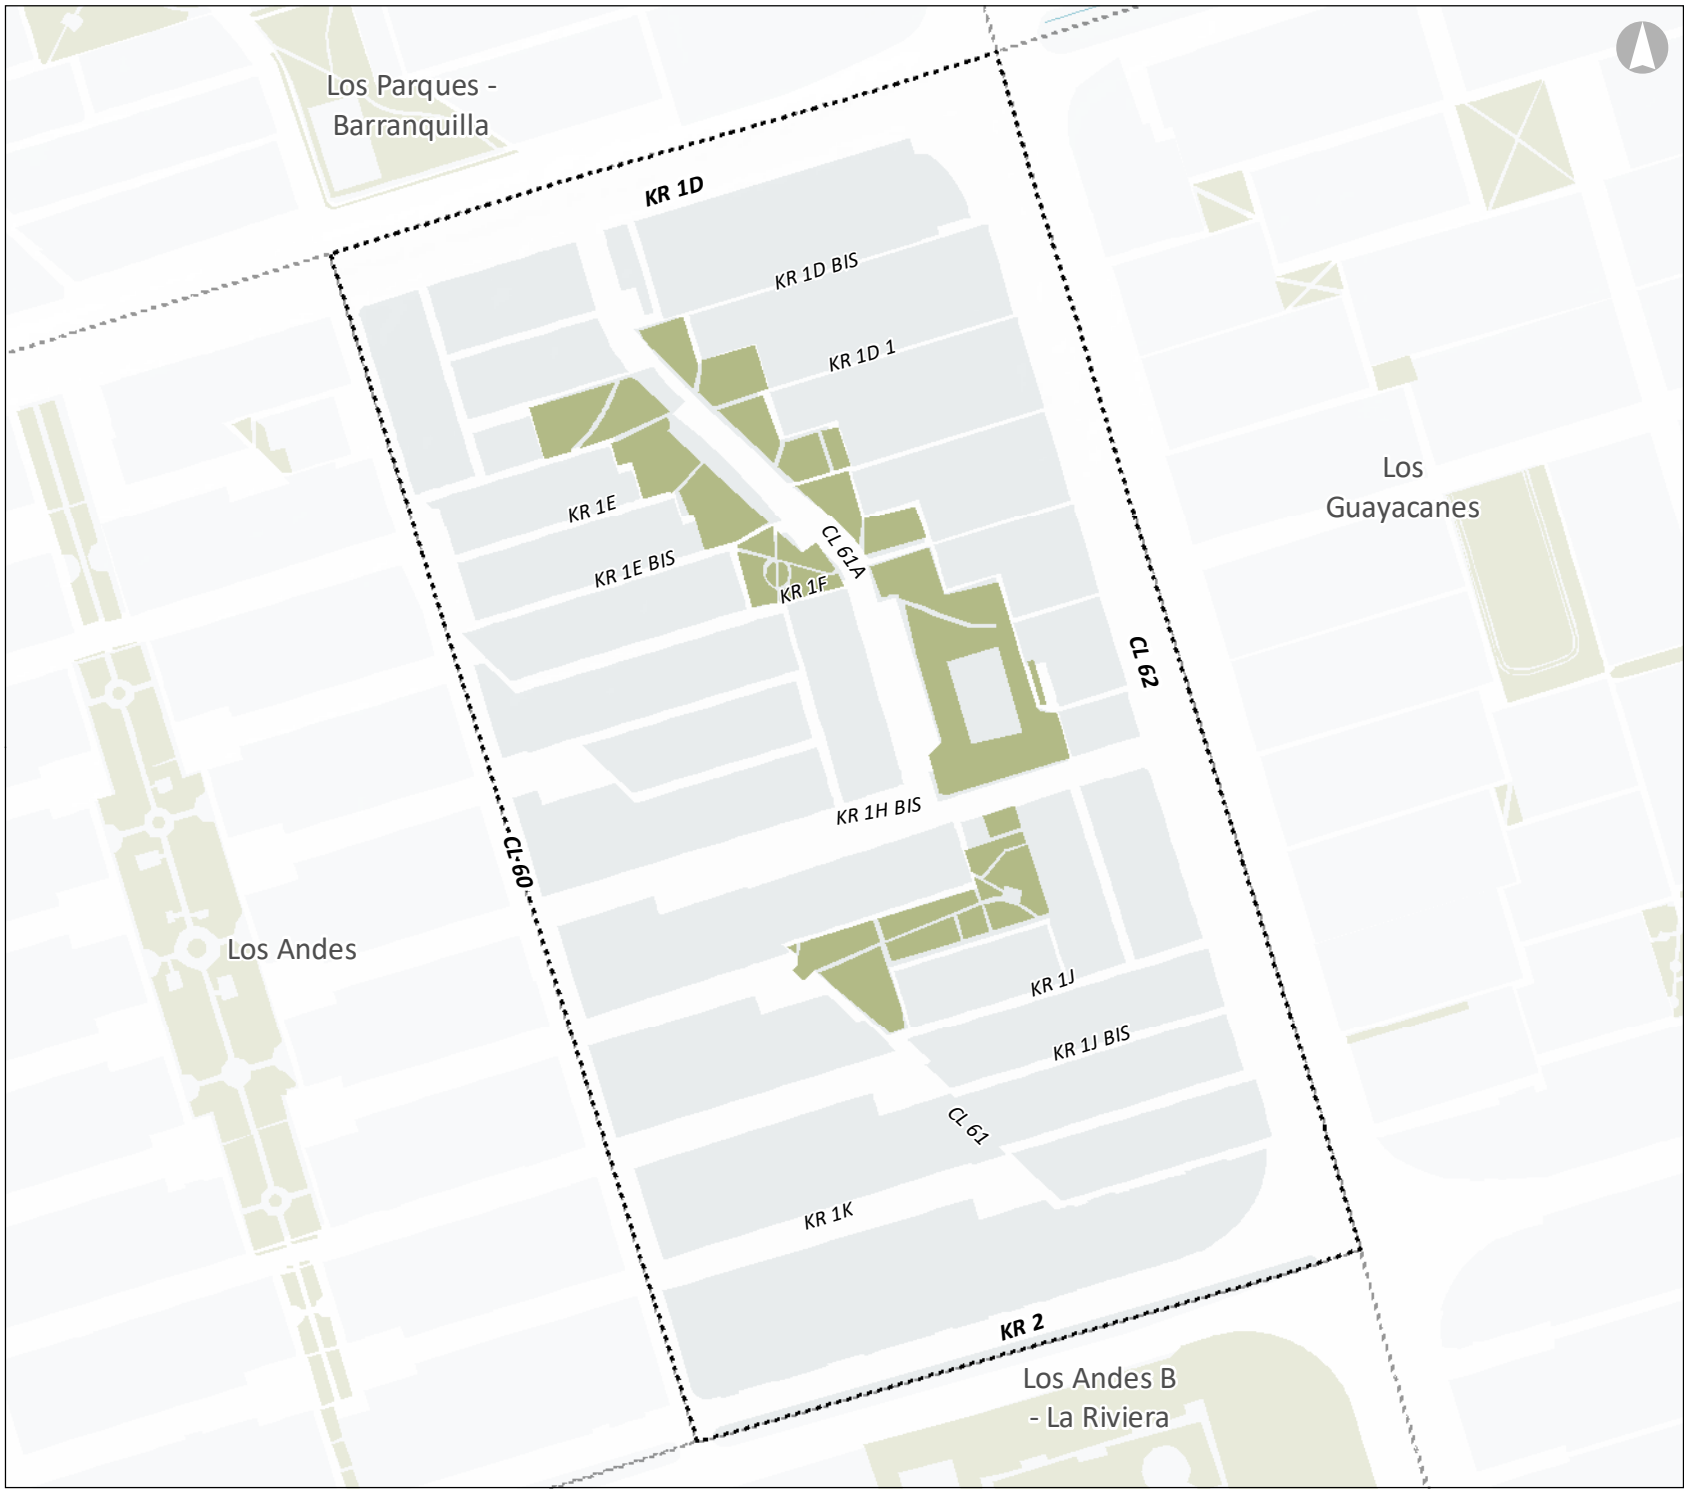 Los Parques -
Barranquilla
KR 1D
KR 1D BIS
KR 1D 1
Los
Guayacanes
KR 1E
CL 61A
KR 1E BIS
KR 1F
CL 62
KR 1H BIS
CL 60
Los Andes
KR 1J
KR 1J BIS
CL 61
KR 1K
KR 2
Los Andes B
- La Riviera